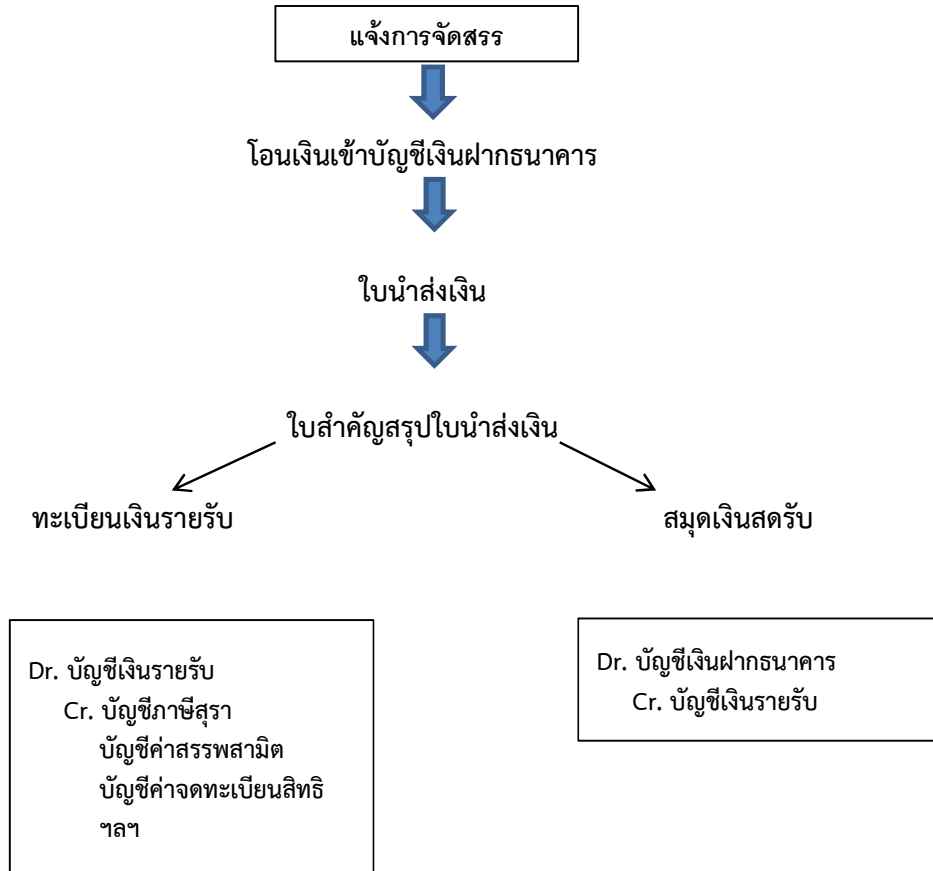 แจ้งการจัดสรร
โอนเงินเข้าบัญชีเงินฝากธนาคาร
ใบนำส่งเงิน
ใบสำคัญสรุปใบนำส่งเงิน
ทะเบียนเงินรายรับ
สมุดเงินสดรับ
Dr. บัญชีเงินรายรับ
Cr. บัญชีภาษีสุรา
บัญชีค่าสรรพสามิต
บัญชีค่าจดทะเบียนสิทธิ
ฯลฯ
Dr. บัญชีเงินฝากธนาคาร
Cr. บัญชีเงินรายรับ